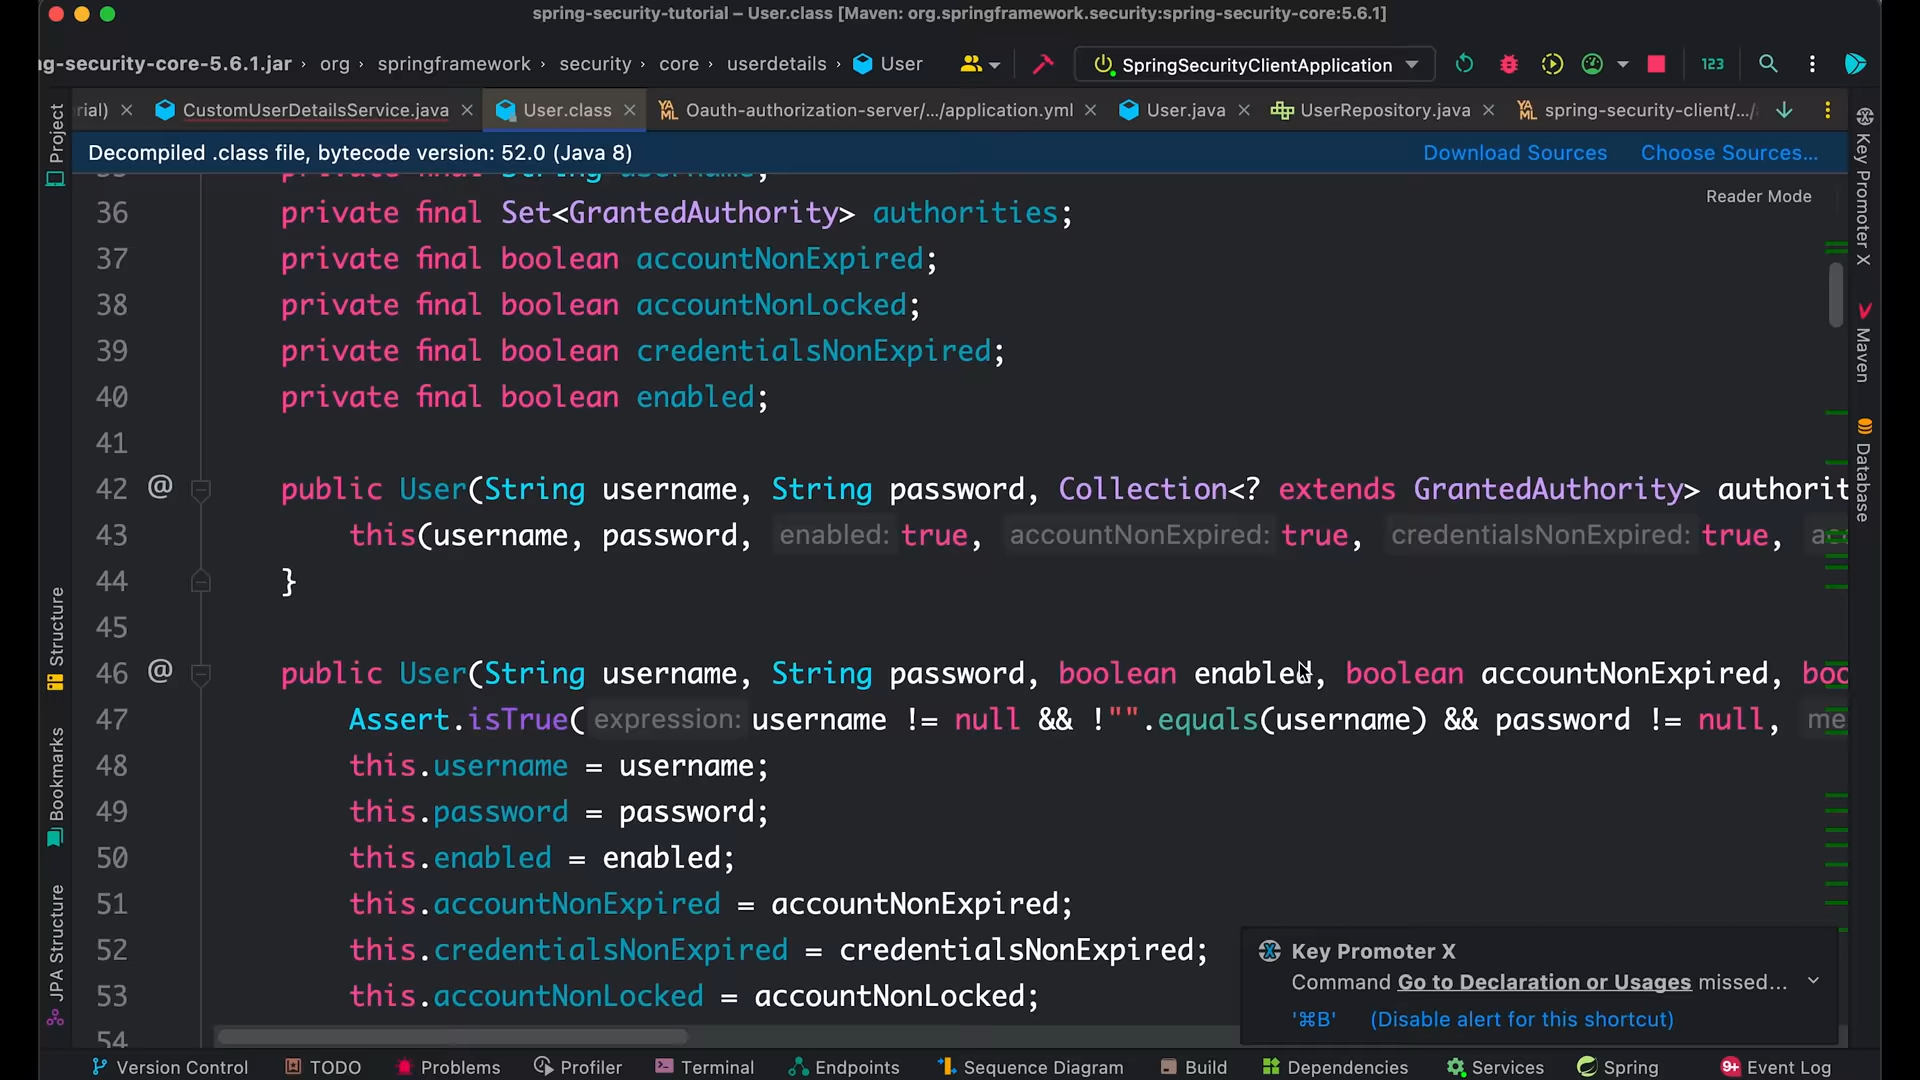 spring-security-tutorial – User.class [Maven: org.springframework.security:spring-security-core:5.6.1]
g-security-core-5.6.1.jar › org › springframework › security › core › userdetails › User
SpringSecurityClientApplication
123
rial)
CustomUserDetailsService.java
User.class
Oauth-authorization-server/.../application.yml
User.java
UserRepository.java
spring-security-client/.../
Decompiled .class file, bytecode version: 52.0 (Java 8)
Download Sources
Choose Sources...
Reader Mode
private final String username;
36 private final Set<GrantedAuthority> authorities;
37 private final boolean accountNonExpired;
38 private final boolean accountNonLocked;
39 private final boolean credentialsNonExpired;
40 private final boolean enabled;
41
42 @ public User(String username, String password, Collection<? extends GrantedAuthority> authorit
43 this(username, password, enabled: true, accountNonExpired: true, credentialsNonExpired: true, ac
44 }
45
46 @ public User(String username, String password, boolean enabled, boolean accountNonExpired, boo
47 Assert.isTrue( expression: username != null && !"".equals(username) && password != null, me
48 this.username = username;
49 this.password = password;
50 this.enabled = enabled;
51 this.accountNonExpired = accountNonExpired;
52 this.credentialsNonExpired = credentialsNonExpired;
53 this.accountNonLocked = accountNonLocked;
54
Key Promoter X
Command Go to Declaration or Usages missed...
'⌘B' (Disable alert for this shortcut)
Project
Structure
Bookmarks
JPA Structure
Key Promoter X
Maven
Database
Version Control
TODO
Problems
Profiler
Terminal
Endpoints
Sequence Diagram
Build
Dependencies
Services
Spring
9+ Event Log